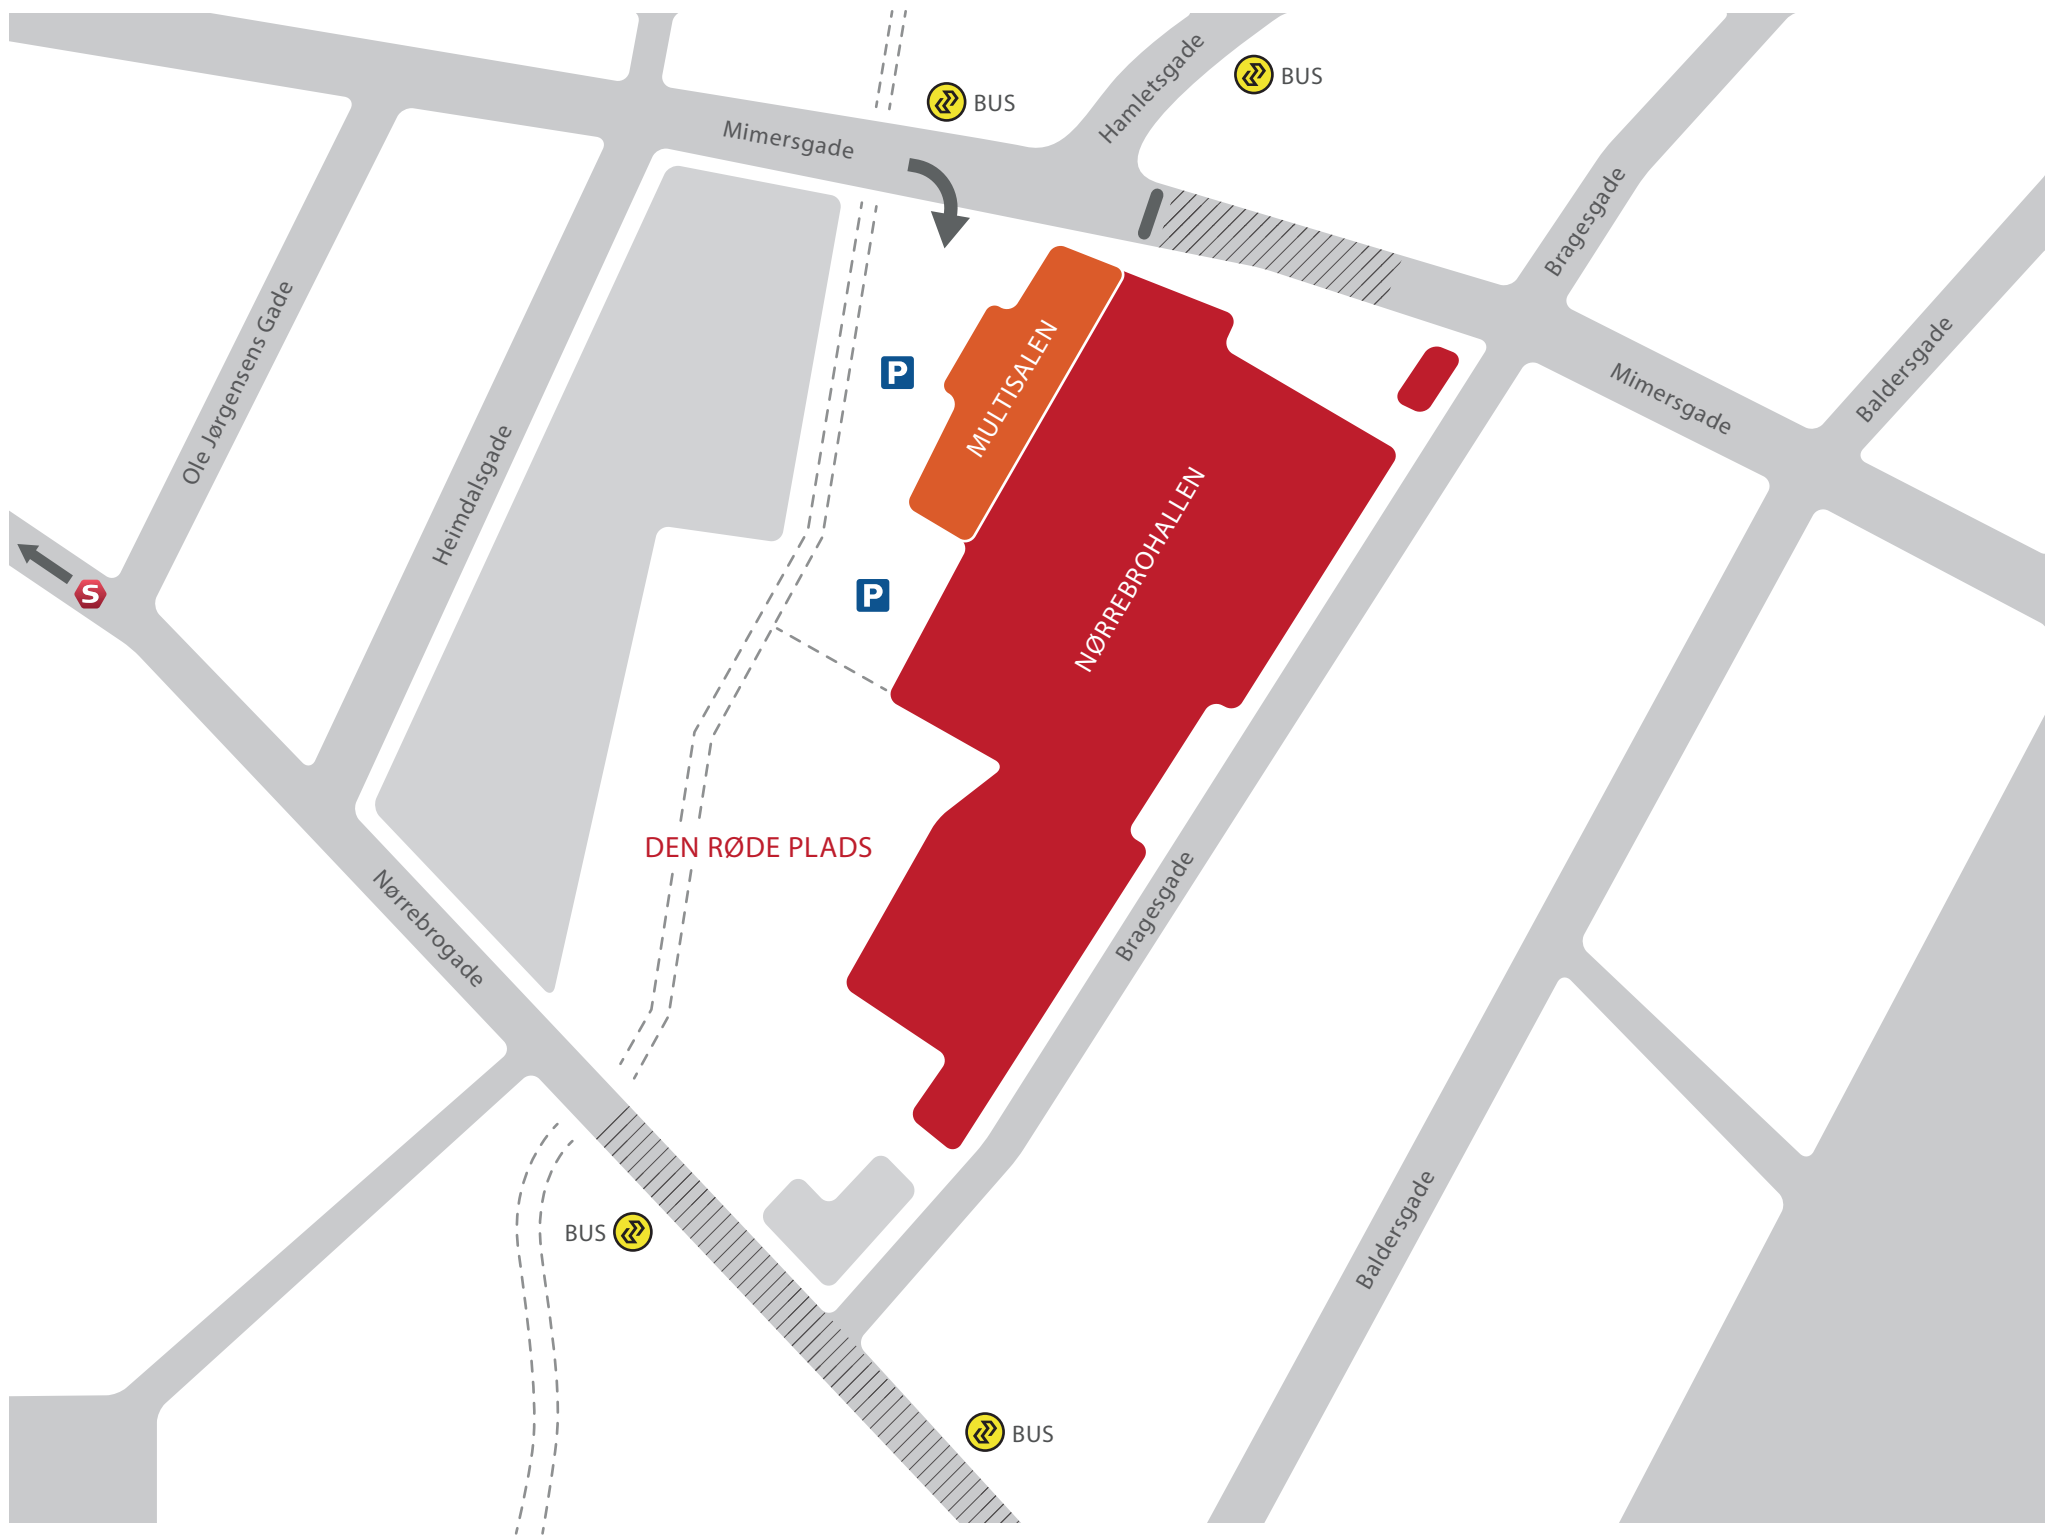 BUS
BUS
Hamletsgade
Mimersgade
Bragesgade
Ole Jørgensens Gade
MULTISALEN
P
Baldersgade
Mimersgade
Heimdalsgade
NØRREBROHALLEN
S
P
DEN RØDE PLADS
Nørrebrogade
Bragesgade
BUS
Baldersgade
BUS